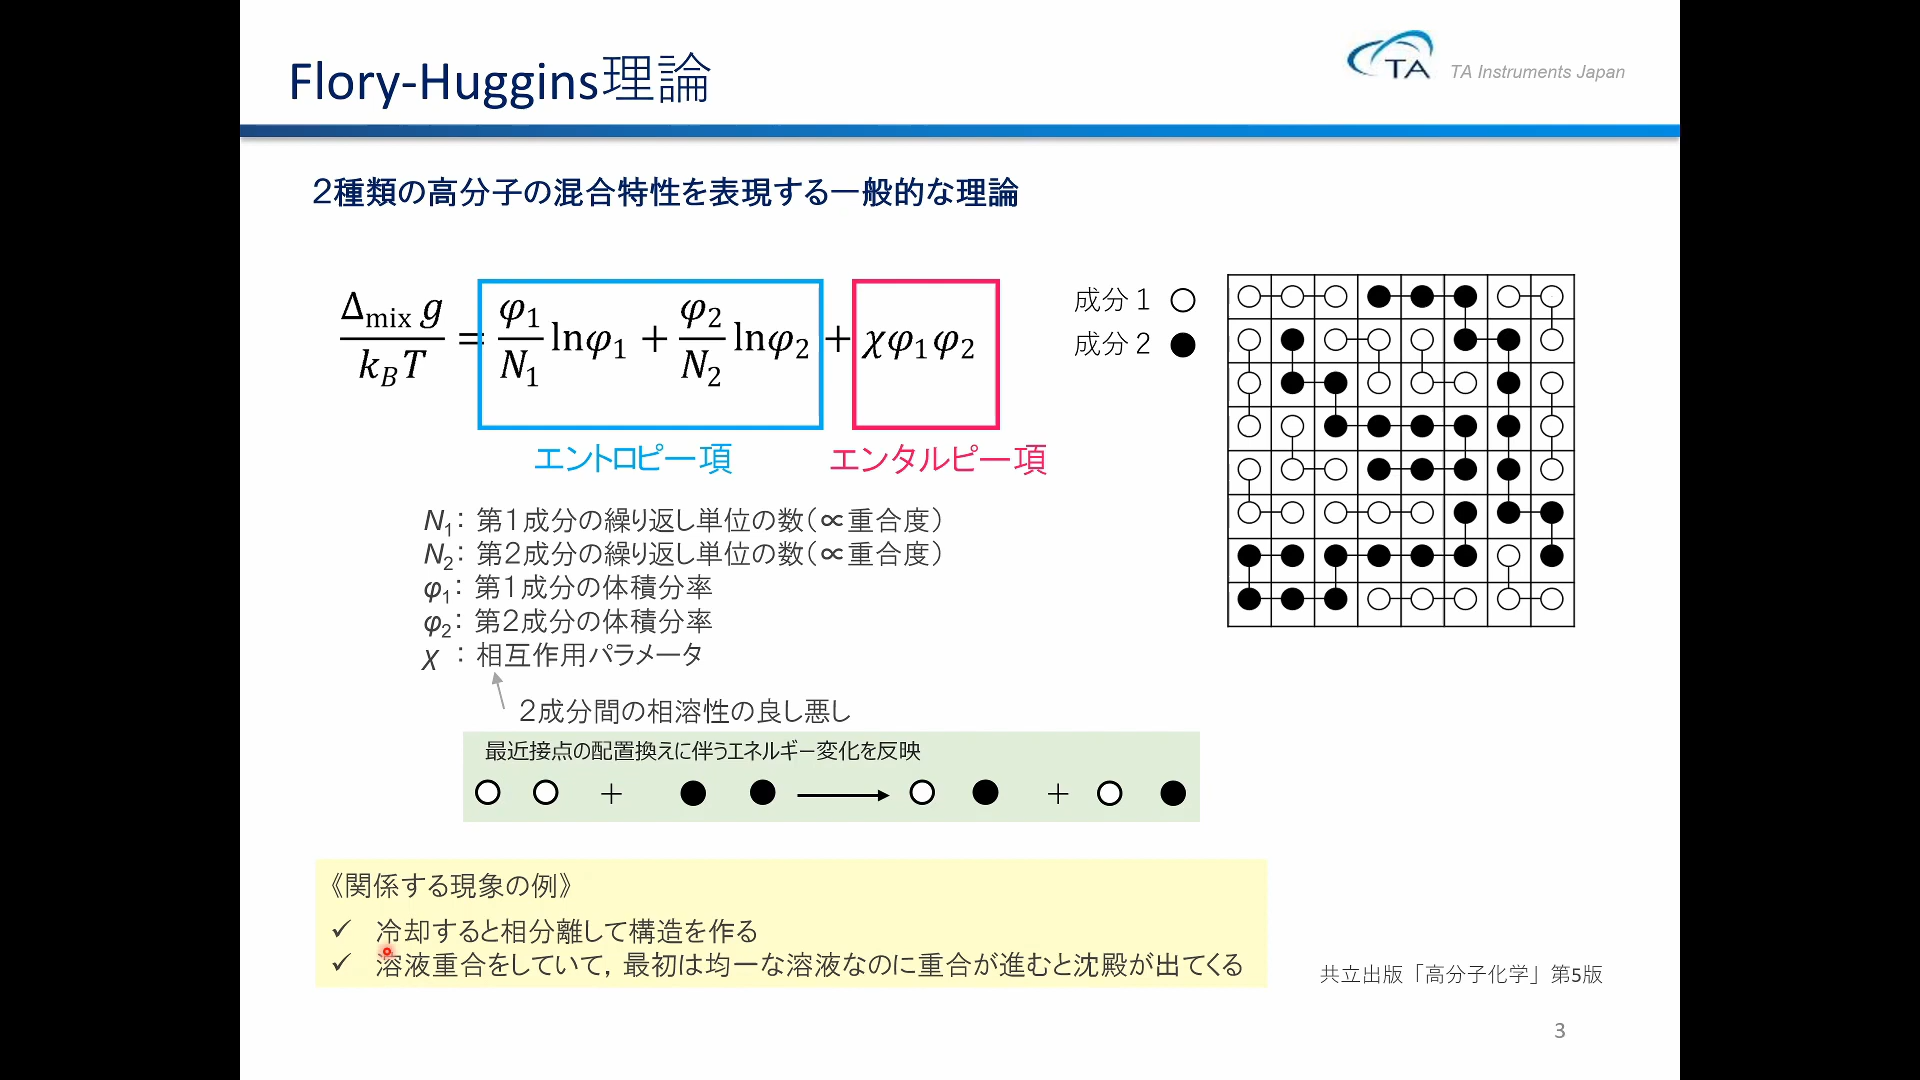 Flory-Huggins理論
TA
TA Instruments Japan
2種類の高分子の混合特性を表現する一般的な理論
Δmix g / kBT = φ1/N1 lnφ1 + φ2/N2 lnφ2 + χφ1φ2
エントロピー項
エンタルピー項
成分1 ○
成分2 ●
N1: 第1成分の繰り返し単位の数(∝重合度)
N2: 第2成分の繰り返し単位の数(∝重合度)
φ1: 第1成分の体積分率
φ2: 第2成分の体積分率
χ : 相互作用パラメータ
2成分間の相溶性の良し悪し
最近接点の配置換えに伴うエネルギー変化を反映
○ ○ + ● ● → ○ ● + ○ ●
《関係する現象の例》
✓ 冷却すると相分離して構造を作る
✓ 溶液重合をしていて, 最初は均一な溶液なのに重合が進むと沈殿が出てくる
共立出版「高分子化学」第5版
3